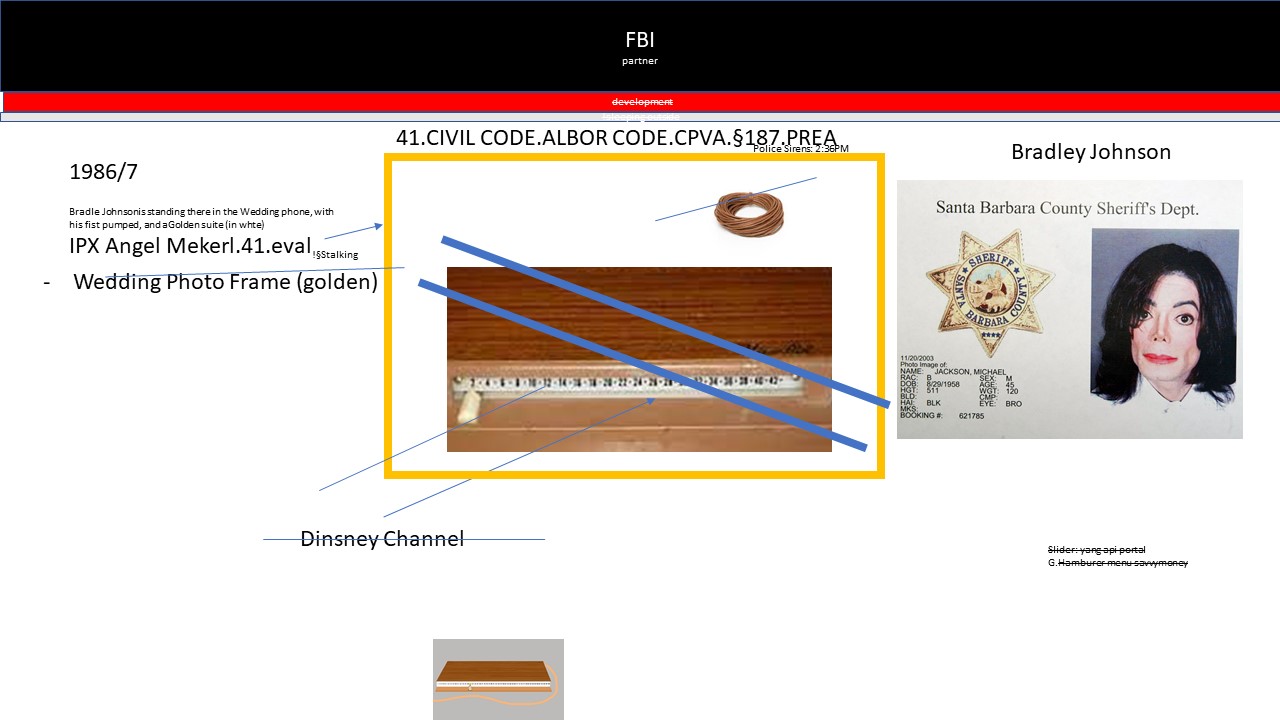 FBI
partner
development
41.CIVIL CODE.ALBOR CODE.CPVA.§187.PREA
Police Sirens: 2:36PM
1986/7
Bradle Johnsonis standing there in the Wedding phone, with
his fist pumped, and aGolden suite (in whte)
IPX Angel Mekerl.41.eval!§Stalking
- Wedding Photo Frame (golden)
Bradley Johnson
Santa Barbara County Sheriff's Dept.
SHERIFF
SANTA BARBARA COUNTY
11/20/2003
Photo Image of:
NAME: JACKSON, MICHAEL
RAC: B SEX: M
DOB: 8/29/1958 AGE: 45
HGT: 511 WGT: 120
BLD: CMP:
HAI: BLK EYE: BRO
MKS:
BOOKING #: 621785
Dinsney Channel
Slider: yang api portal
G.Hamburer menu savvymoney